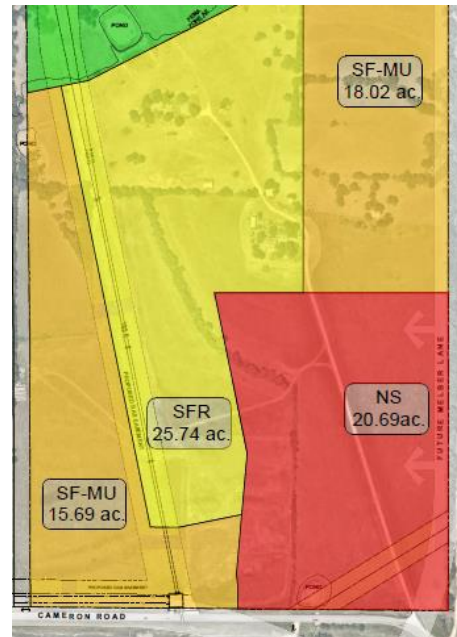 POND
SF-MU
18.02 ac.
POND
SFR
25.74 ac.
NS
20.69ac.
FUTURE MELBER LANE
SF-MU
15.69 ac.
POND
CAMERON ROAD